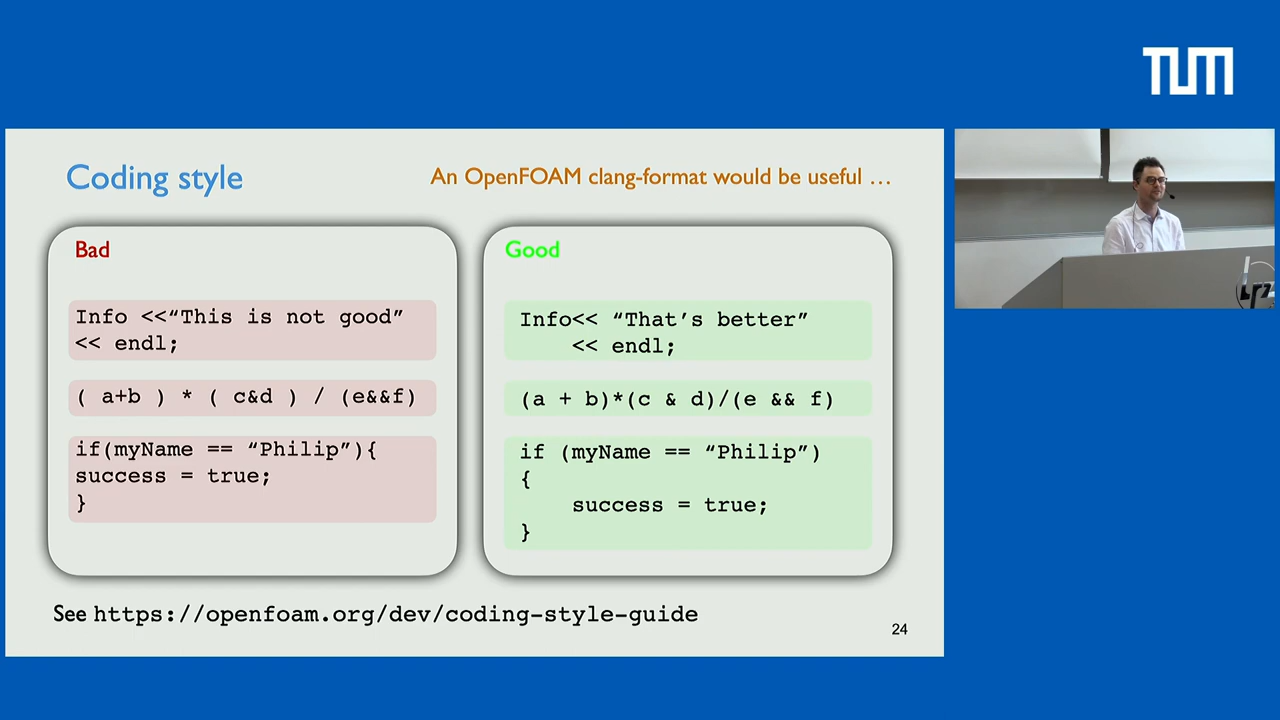 TUM
Coding style
An OpenFOAM clang-format would be useful …
Bad
Info <<“This is not good”
<< endl;
( a+b ) * ( c&d ) / (e&&f)
if(myName == “Philip”){
success = true;
}
Good
Info<< “That’s better”
<< endl;
(a + b)*(c & d)/(e && f)
if (myName == “Philip”)
{
success = true;
}
See https://openfoam.org/dev/coding-style-guide
24